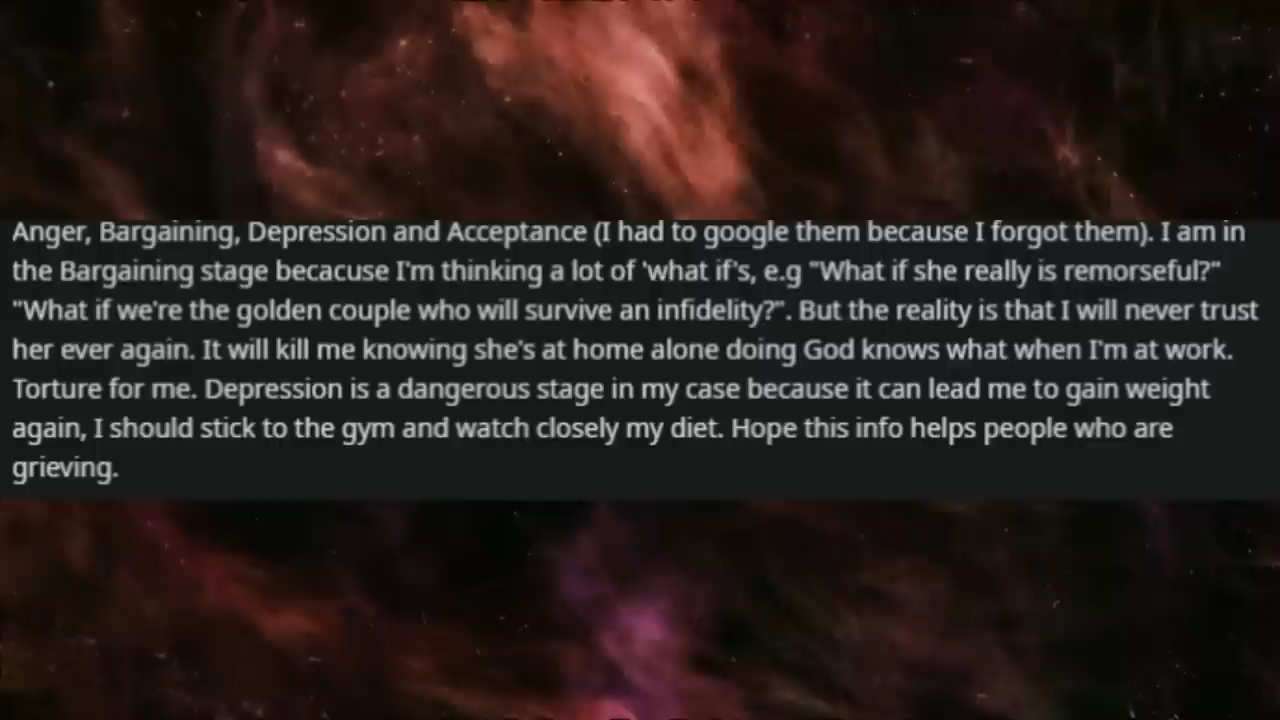 Anger, Bargaining, Depression and Acceptance (I had to google them because I forgot them). I am in
the Bargaining stage becacuse I'm thinking a lot of 'what if's, e.g "What if she really is remorseful?"
"What if we're the golden couple who will survive an infidelity?". But the reality is that I will never trust
her ever again. It will kill me knowing she's at home alone doing God knows what when I'm at work.
Torture for me. Depression is a dangerous stage in my case because it can lead me to gain weight
again, I should stick to the gym and watch closely my diet. Hope this info helps people who are
grieving.